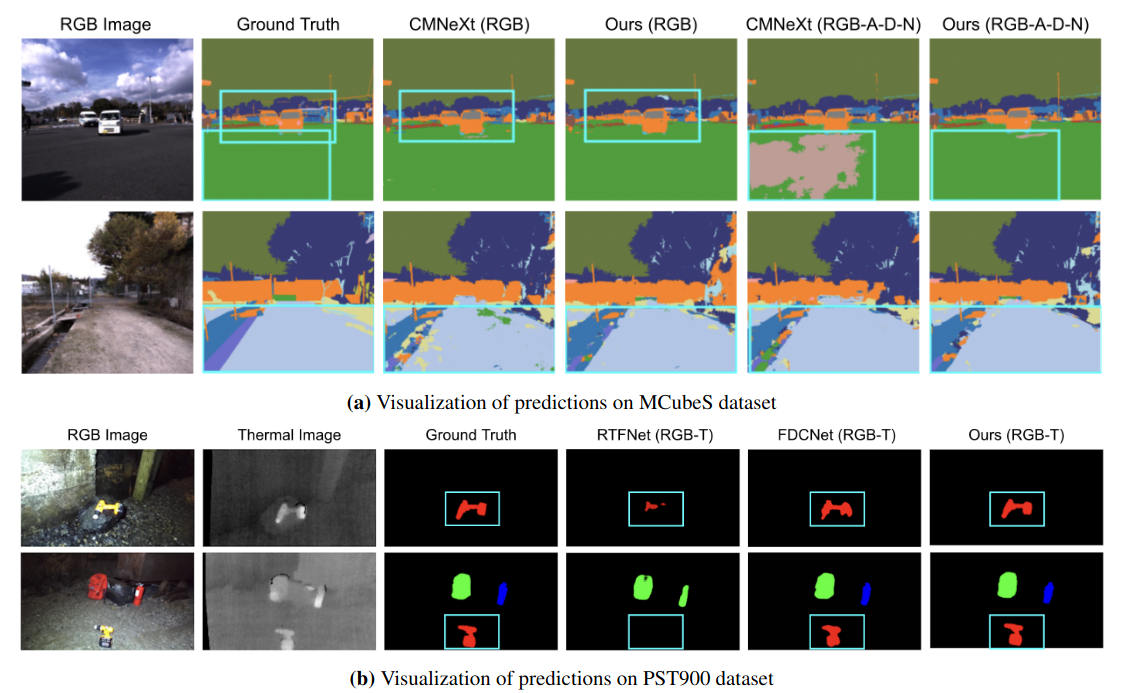 RGB Image Ground Truth CMNeXt (RGB) Ours (RGB) CMNeXt (RGB-A-D-N) Ours (RGB-A-D-N)
(a) Visualization of predictions on MCubeS dataset
RGB Image Thermal Image Ground Truth RTFNet (RGB-T) FDCNet (RGB-T) Ours (RGB-T)
(b) Visualization of predictions on PST900 dataset